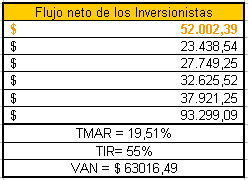 Flujo neto de los Inversionistas
$ 52.002,39
$ 23.438,54
$ 27.749,25
$ 32.625,52
$ 37.921,25
$ 93.299,09
TMAR = 19,51%
TIR= 55%
VAN = $ 63016,49